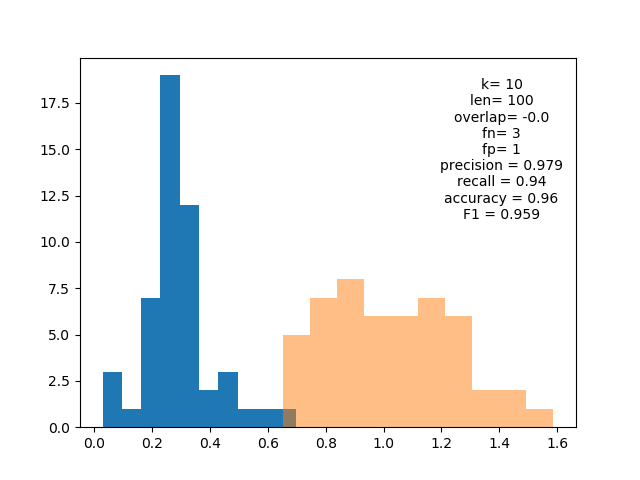 k= 10
len= 100
overlap= -0.0
fn= 3
fp= 1
precision = 0.979
recall = 0.94
accuracy = 0.96
F1 = 0.959
17.5
15.0
12.5
10.0
7.5
5.0
2.5
0.0
0.0 0.2 0.4 0.6 0.8 1.0 1.2 1.4 1.6